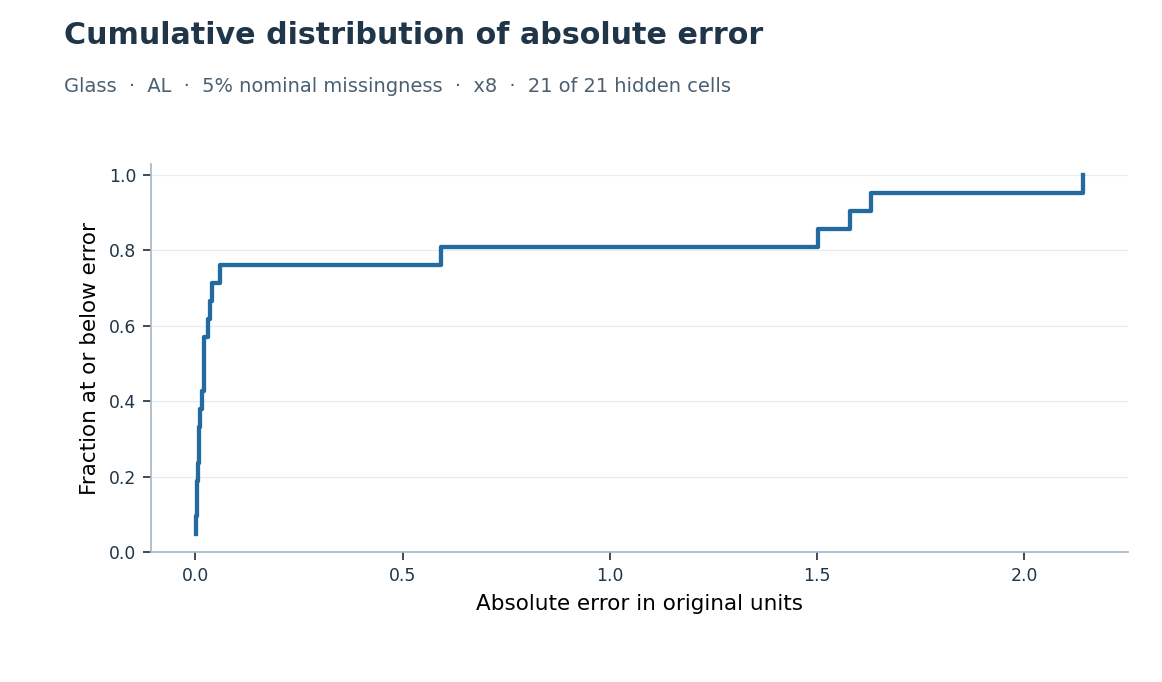 Cumulative distribution of absolute error
Glass · AL · 5% nominal missingness · x8 · 21 of 21 hidden cells
1.0
0.8
0.6
0.4
0.2
0.0
Fraction at or below error
0.0 0.5 1.0 1.5 2.0
Absolute error in original units